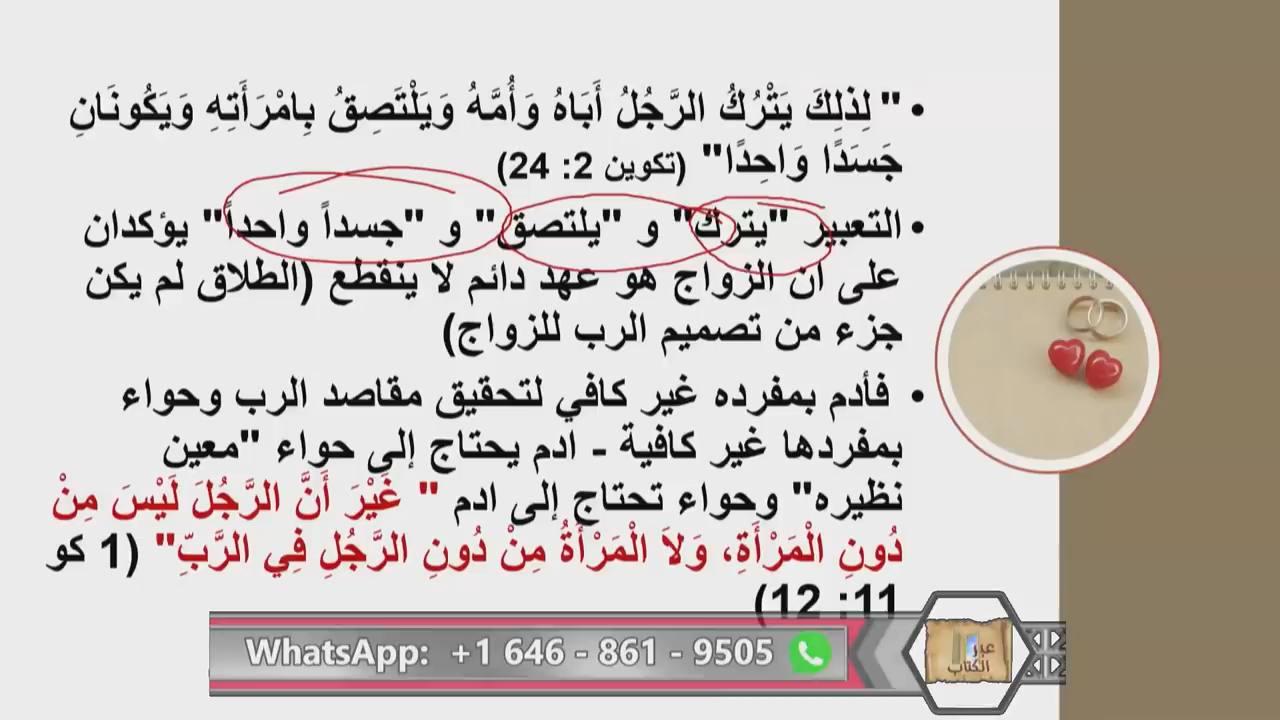 • " لِذلِكَ يَتْرُكُ الرَّجُلُ أَبَاهُ وَأُمَّهُ وَيَلْتَصِقُ بِامْرَأَتِهِ وَيَكُونَانِ
جَسَدًا وَاحِدًا" (تكوين 2: 24)
• التعبير "يترك" و "يلتصق" و "جسداً واحداً" يؤكدان
على ان الزواج هو عهد دائم لا ينقطع (الطلاق لم يكن
جزء من تصميم الرب للزواج)
• فأدم بمفرده غير كافي لتحقيق مقاصد الرب وحواء
بمفردها غير كافية - ادم يحتاج إلى حواء "معين
نظيره" وحواء تحتاج إلى ادم " غَيْرَ أَنَّ الرَّجُلَ لَيْسَ مِنْ
دُونِ الْمَرْأَةِ، وَلاَ الْمَرْأَةُ مِنْ دُونِ الرَّجُلِ فِي الرَّبِّ" (1 كو
11: 12)
WhatsApp: +1 646 - 861 - 9505
عبر
الكتاب